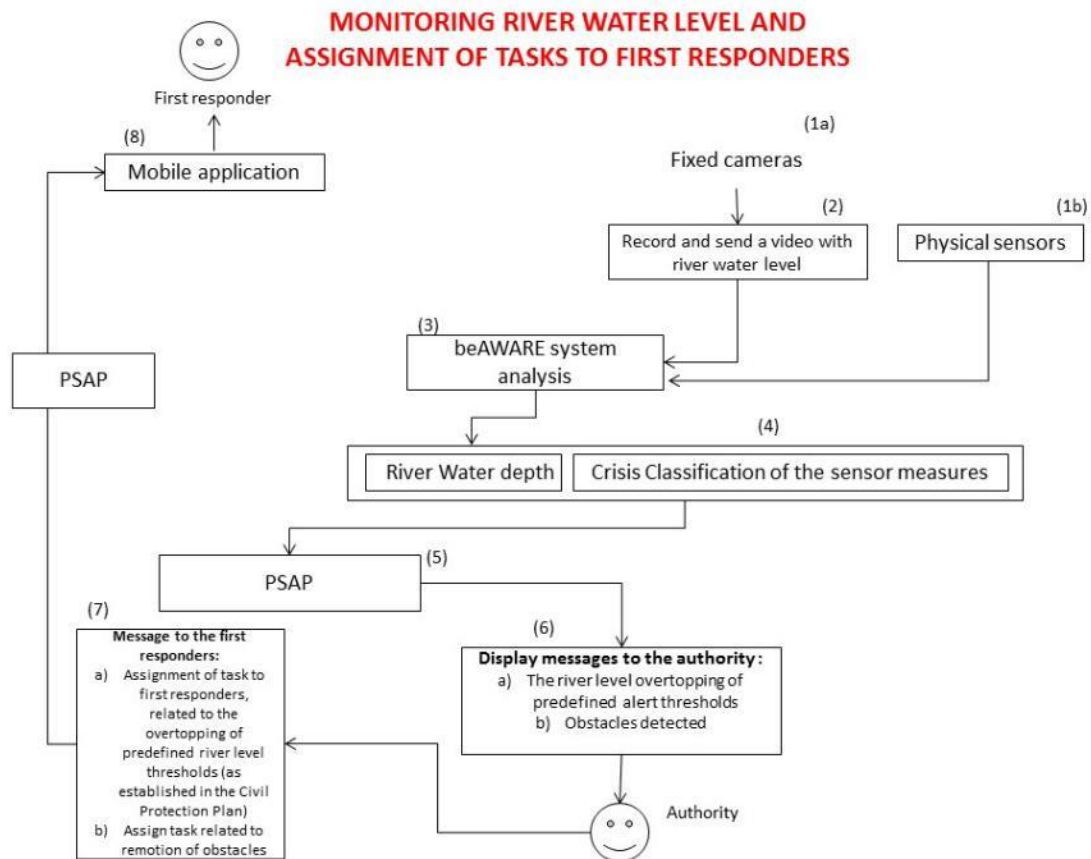 MONITORING RIVER WATER LEVEL AND
ASSIGNMENT OF TASKS TO FIRST RESPONDERS
First responder
(8)
Mobile application
(1a)
Fixed cameras
(2)
Record and send a video with
river water level
(1b)
Physical sensors
(3)
beAWARE system
analysis
PSAP
(4)
River Water depth
Crisis Classification of the sensor measures
(5)
PSAP
(6)
Display messages to the authority :
a) The river level overtopping of
predefined alert thresholds
b) Obstacles detected
Authority
(7)
Message to the first
responders:
a) Assignment of task to
first responders,
related to the
overtopping of
predefined river level
thresholds (as
established in the Civil
Protection Plan)
b) Assign task related to
remotion of obstacles